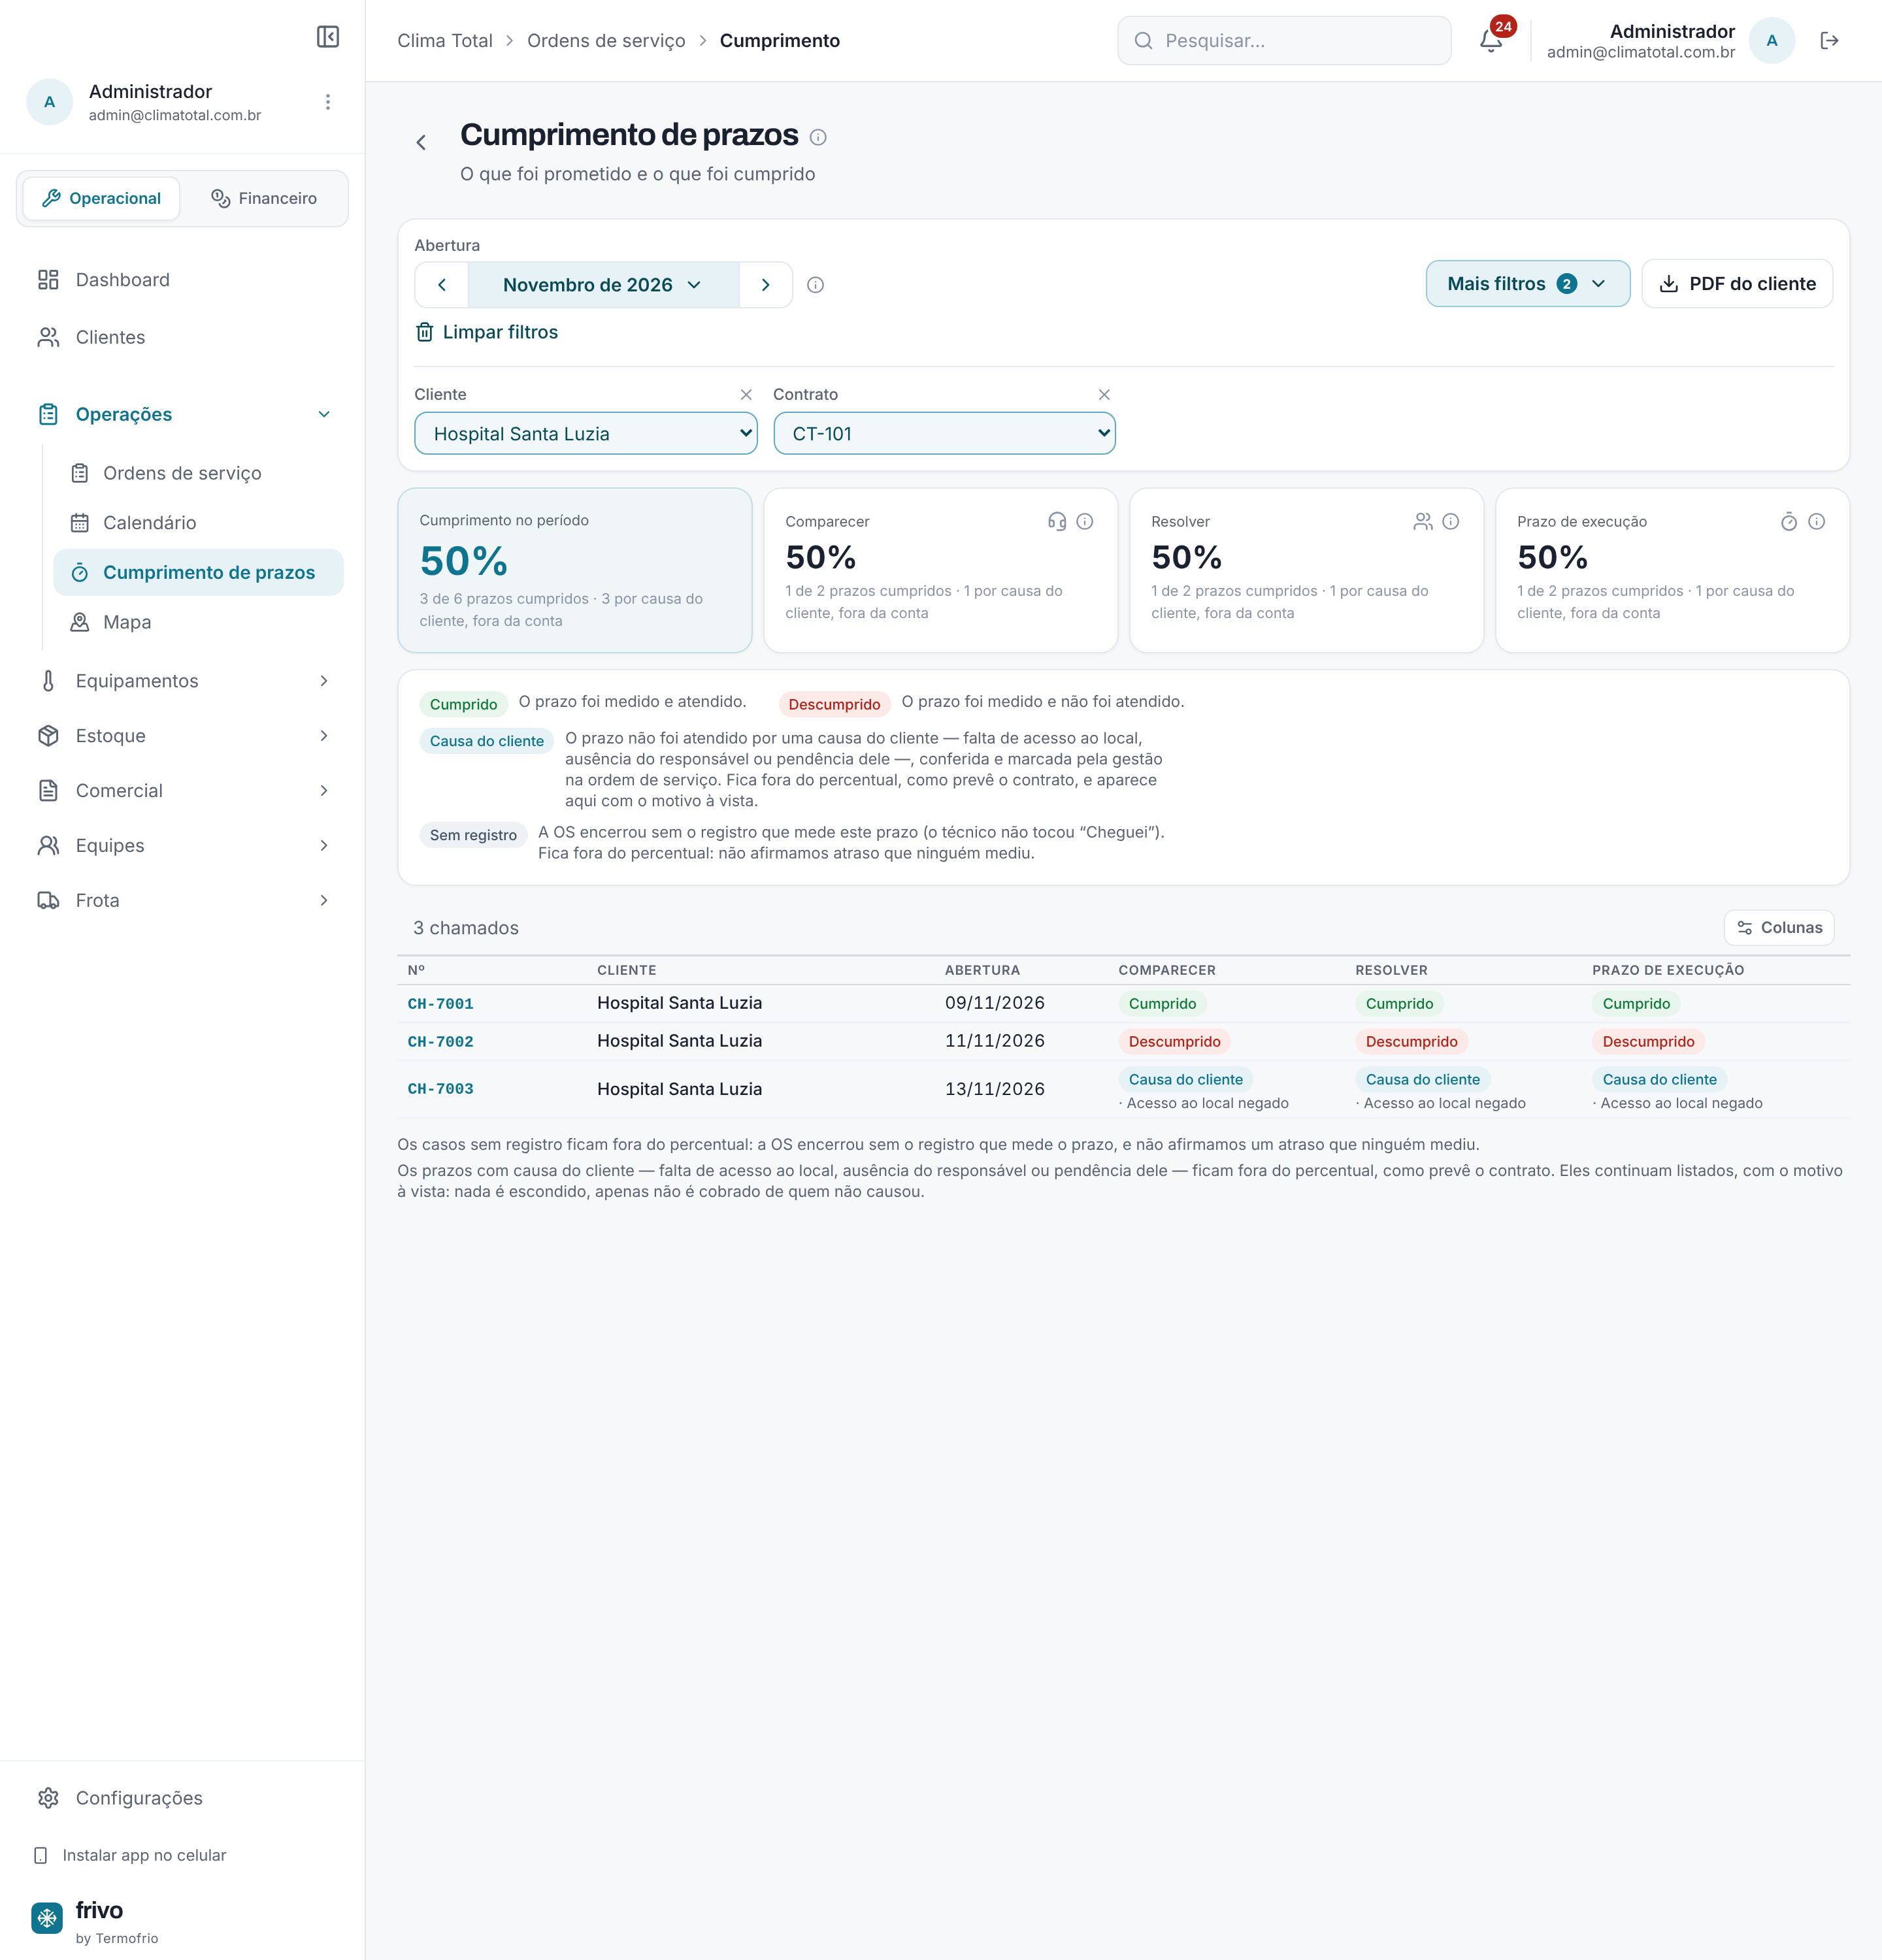 Clima Total
Ordens de serviço
Cumprimento
Pesquisar...
24
Administrador
admin@climatotal.com.br
A
A
Administrador
admin@climatotal.com.br
Operacional
Financeiro
Dashboard
Clientes
Operações
Ordens de serviço
Calendário
Cumprimento de prazos
Mapa
Equipamentos
Estoque
Comercial
Equipes
Frota
Configurações
Instalar app no celular
frivo
by Termofrio
Cumprimento de prazos
O que foi prometido e o que foi cumprido
Abertura
Novembro de 2026
Mais filtros 2
PDF do cliente
Limpar filtros
Cliente
Hospital Santa Luzia
Contrato
CT-101
Cumprimento no período
50%
3 de 6 prazos cumpridos · 3 por causa do
cliente, fora da conta
Comparecer
50%
1 de 2 prazos cumpridos · 1 por causa do
cliente, fora da conta
Resolver
50%
1 de 2 prazos cumpridos · 1 por causa do
cliente, fora da conta
Prazo de execução
50%
1 de 2 prazos cumpridos · 1 por causa do
cliente, fora da conta
Cumprido O prazo foi medido e atendido.
Descumprido O prazo foi medido e não foi atendido.
Causa do cliente O prazo não foi atendido por uma causa do cliente — falta de acesso ao local,
ausência do responsável ou pendência dele —, conferida e marcada pela gestão
na ordem de serviço. Fica fora do percentual, como prevê o contrato, e aparece
aqui com o motivo à vista.
Sem registro A OS encerrou sem o registro que mede este prazo (o técnico não tocou “Cheguei”).
Fica fora do percentual: não afirmamos atraso que ninguém mediu.
3 chamados
Colunas
Nº CLIENTE ABERTURA COMPARECER RESOLVER PRAZO DE EXECUÇÃO
CH-7001 Hospital Santa Luzia 09/11/2026 Cumprido Cumprido Cumprido
CH-7002 Hospital Santa Luzia 11/11/2026 Descumprido Descumprido Descumprido
CH-7003 Hospital Santa Luzia 13/11/2026 Causa do cliente Causa do cliente Causa do cliente
· Acesso ao local negado · Acesso ao local negado · Acesso ao local negado
Os casos sem registro ficam fora do percentual: a OS encerrou sem o registro que mede o prazo, e não afirmamos um atraso que ninguém mediu.
Os prazos com causa do cliente — falta de acesso ao local, ausência do responsável ou pendência dele — ficam fora do percentual, como prevê o contrato. Eles continuam listados, com o motivo
à vista: nada é escondido, apenas não é cobrado de quem não causou.